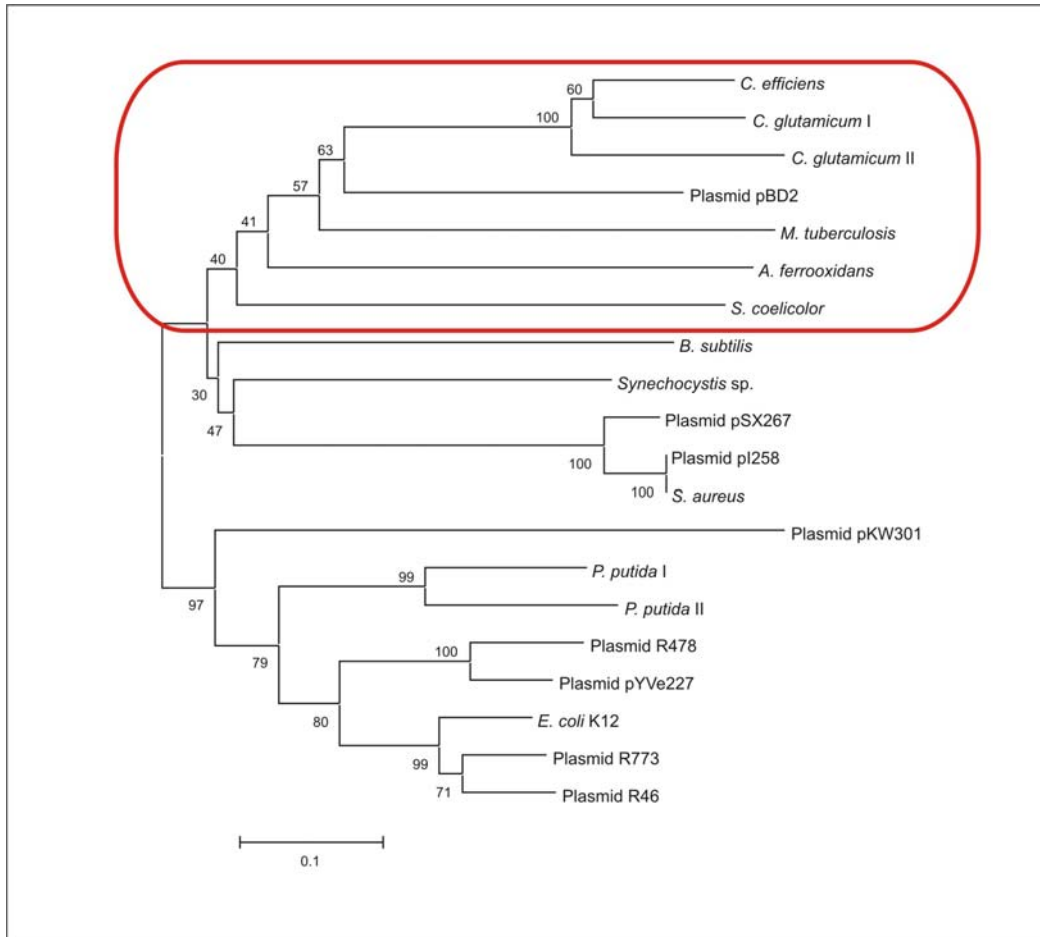 C. efficiens
60
C. glutamicum I
100
C. glutamicum II
63
57
Plasmid pBD2
41
M. tuberculosis
40
A. ferrooxidans
S. coelicolor
B. subtilis
30
Synechocystis sp.
47
Plasmid pSX267
100
Plasmid pI258
100
S. aureus
Plasmid pKW301
97
99
P. putida I
P. putida II
79
Plasmid R478
100
Plasmid pYVe227
80
E. coli K12
99
Plasmid R773
71
Plasmid R46
0.1